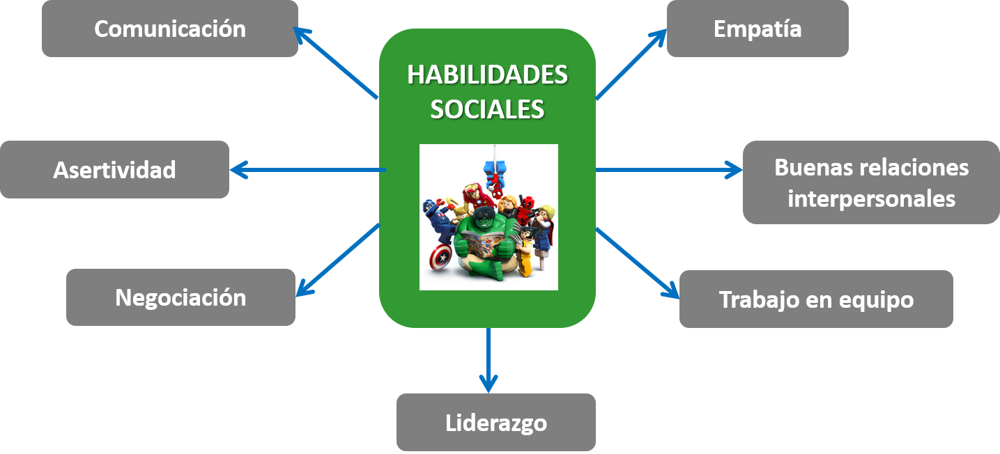 Comunicación
Empatía
HABILIDADES
SOCIALES
Asertividad
Buenas relaciones
interpersonales
Negociación
Trabajo en equipo
Liderazgo